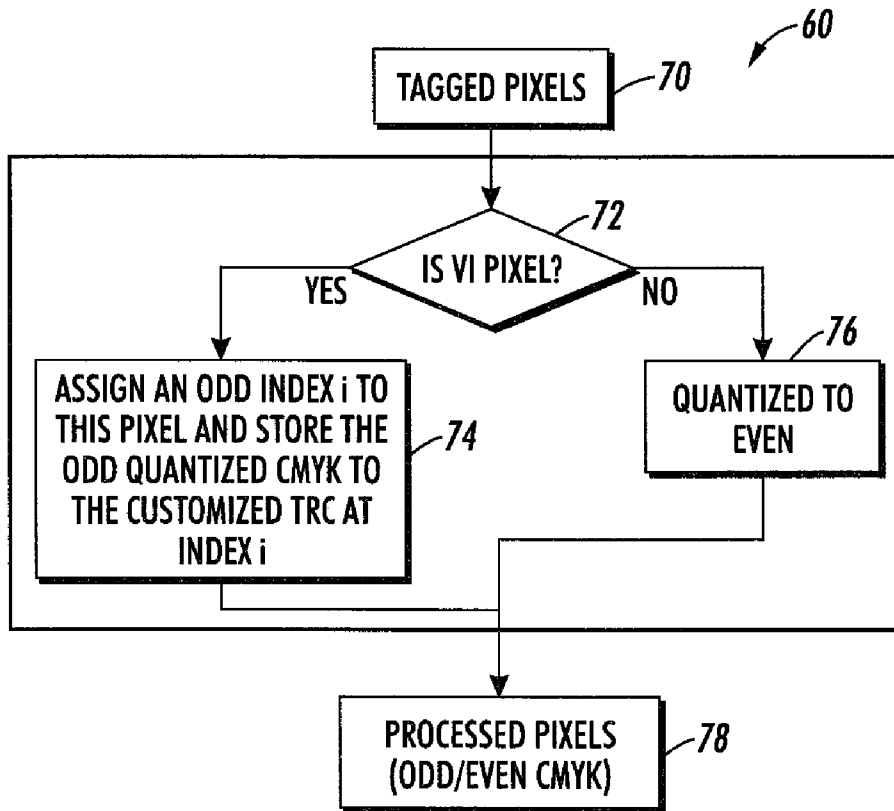 60
TAGGED PIXELS
70
72
IS VI PIXEL?
YES
NO
76
ASSIGN AN ODD INDEX i TO
THIS PIXEL AND STORE THE
ODD QUANTIZED CMYK TO
THE CUSTOMIZED TRC AT
INDEX i
74
QUANTIZED TO
EVEN
PROCESSED PIXELS
(ODD/EVEN CMYK)
78